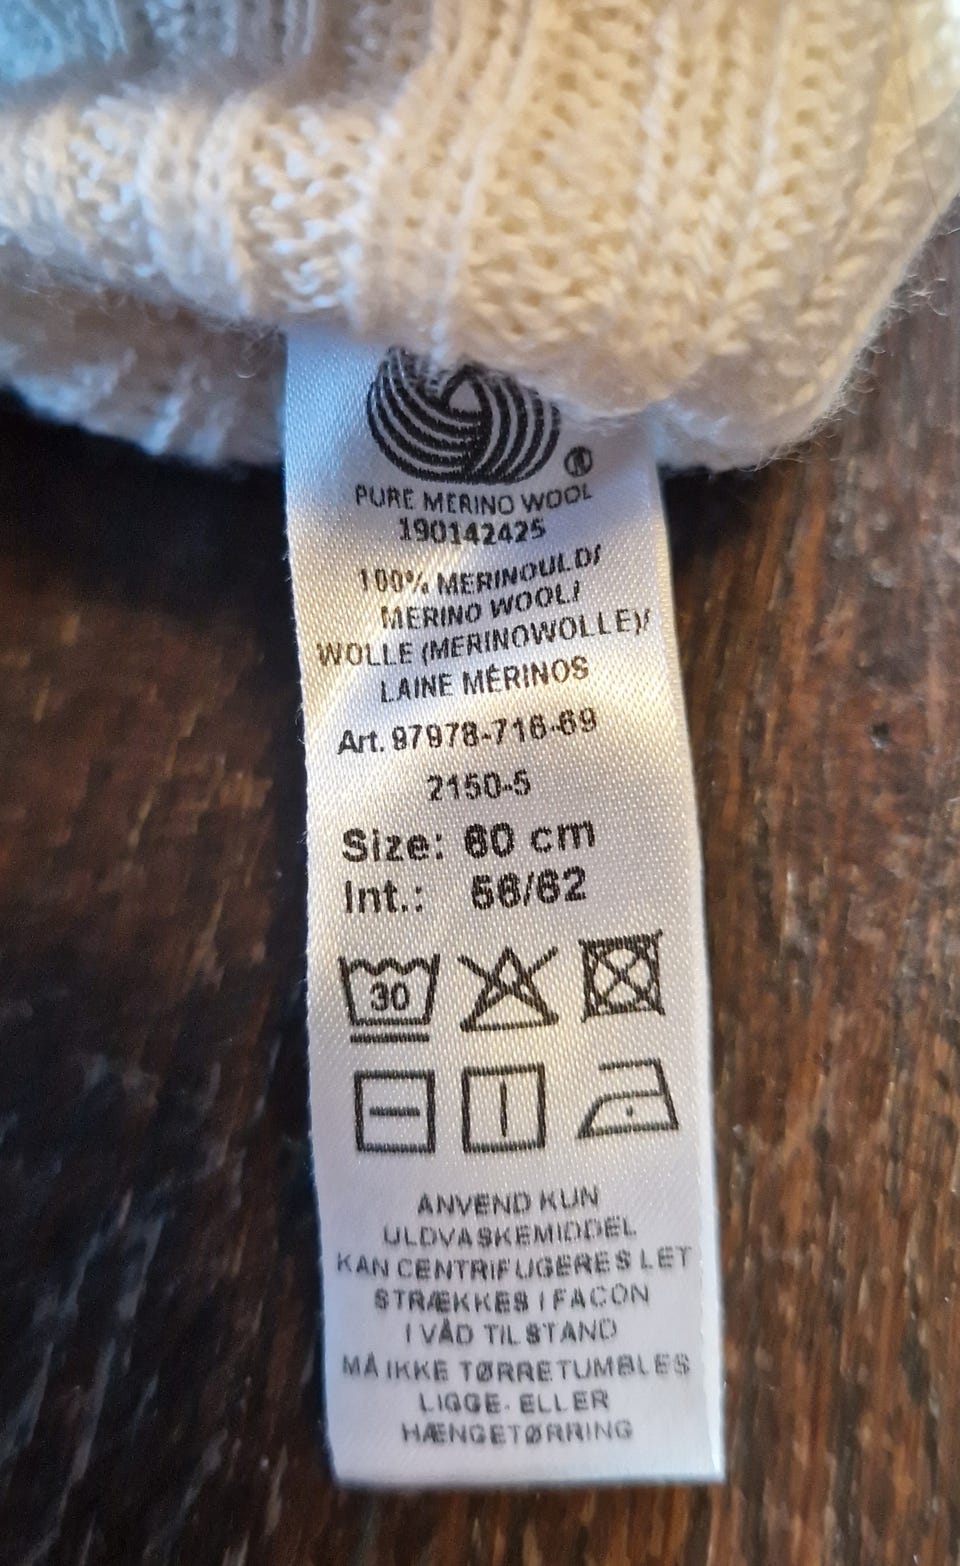 ®
PURE MERINO WOOL
190142425
100% MERINOULD/
MERINO WOOL/
WOLLE (MERINOWOLLE)/
LAINE MÉRINOS
Art. 97978-716-69
2150-5
Size: 60 cm
Int.: 56/62
30
ANVEND KUN
ULDVASKEMIDDEL
KAN CENTRIFUGERES LET
STRÆKKES I FACON
I VÅD TILSTAND
MÅ IKKE TØRRETUMBLES
LIGGE- ELLER
HÆNGETØRRING